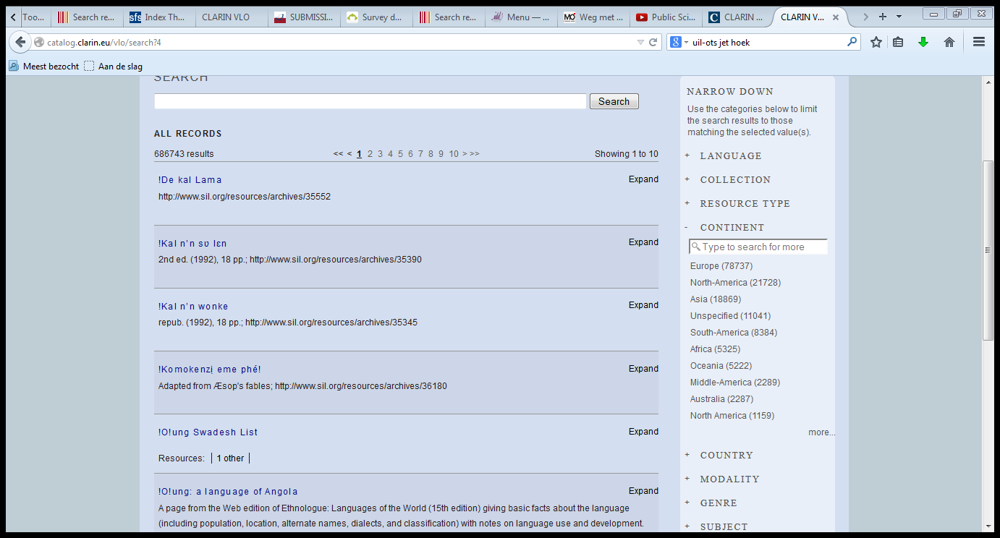 Too...
Search re...
Index Th...
CLARIN VLO
SUBMISSI...
Survey d...
Search re...
Menu — ...
Weg met ...
Public Sci...
CLARIN ...
CLARIN V...
catalog.clarin.eu/vlo/search?4
uil-ots jet hoek
Meest bezocht
Aan de slag
SEARCH
Search
ALL RECORDS
686743 results
<< < 1 2 3 4 5 6 7 8 9 10 > >>
Showing 1 to 10
!De kal Lama
Expand
http://www.sil.org/resources/archives/35552
!Kal n’n sʋ lɛn
Expand
2nd ed. (1992), 18 pp.; http://www.sil.org/resources/archives/35390
!Kal n’n wonke
Expand
repub. (1992), 18 pp.; http://www.sil.org/resources/archives/35345
!Komokenzị eme phé!
Expand
Adapted from Æsop's fables; http://www.sil.org/resources/archives/36180
!O!ung Swadesh List
Expand
Resources: | 1 other |
!O!ung: a language of Angola
Expand
A page from the Web edition of Ethnologue: Languages of the World (15th edition) giving basic facts about the language
(including population, location, alternate names, dialects, and classification) with notes on language use and development.
NARROW DOWN
Use the categories below to limit
the search results to those
matching the selected value(s).
+ LANGUAGE
+ COLLECTION
+ RESOURCE TYPE
- CONTINENT
Type to search for more
Europe (78737)
North-America (21728)
Asia (18869)
Unspecified (11041)
South-America (8384)
Africa (5325)
Oceania (5222)
Middle-America (2289)
Australia (2287)
North America (1159)
more...
+ COUNTRY
+ MODALITY
+ GENRE
+ SUBJECT